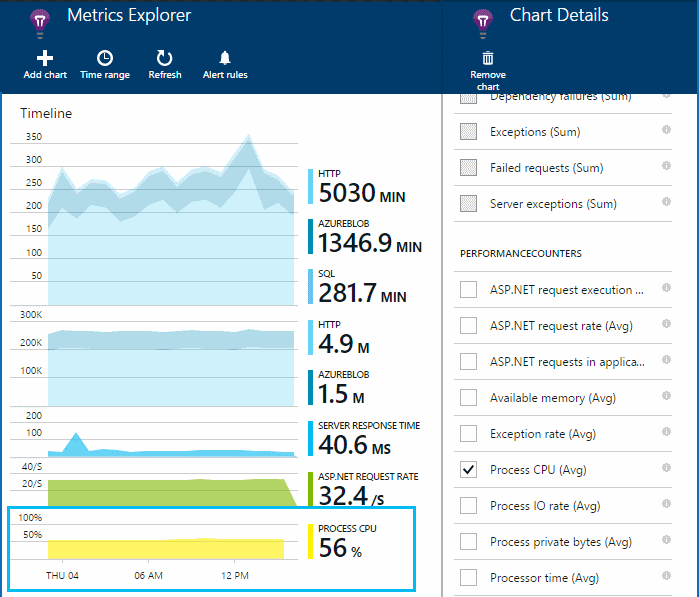 Metrics Explorer
Add chart
Time range
Refresh
Alert rules
Timeline
350
300
250
200
150
100
50
HTTP
5030 MIN
AZUREBLOB
1346.9 MIN
SQL
281.7 MIN
300K
200K
100K
HTTP
4.9 M
AZUREBLOB
1.5 M
200
100
SERVER RESPONSE TIME
40.6 MS
40/S
20/S
ASP.NET REQUEST RATE
32.4 /S
100%
50%
PROCESS CPU
56 %
THU 04
06 AM
12 PM
Chart Details
Remove
chart
Dependency failures (Sum)
Exceptions (Sum)
Failed requests (Sum)
Server exceptions (Sum)
PERFORMANCECOUNTERS
ASP.NET request execution ...
ASP.NET request rate (Avg)
ASP.NET requests in applica...
Available memory (Avg)
Exception rate (Avg)
Process CPU (Avg)
Process IO rate (Avg)
Process private bytes (Avg)
Processor time (Avg)